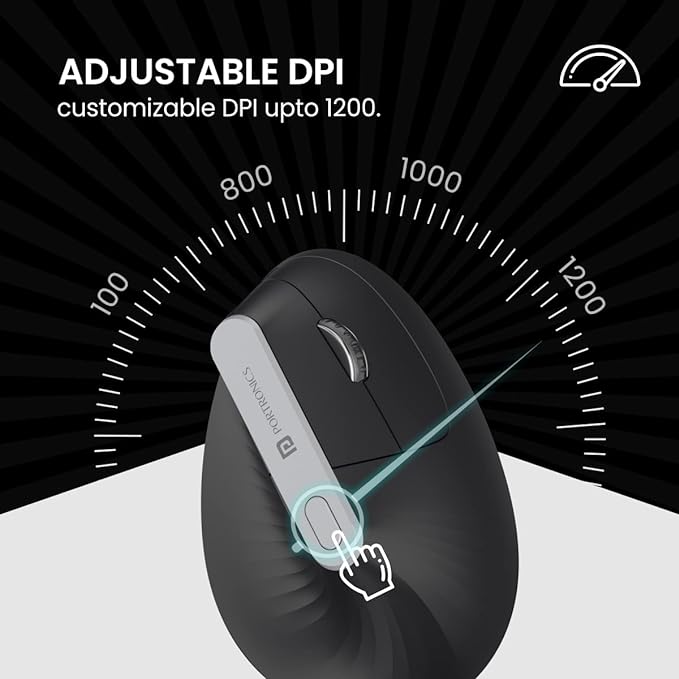 ADJUSTABLE DPI
customizable DPI upto 1200.
800
1000
100
1200
PORTRONICS